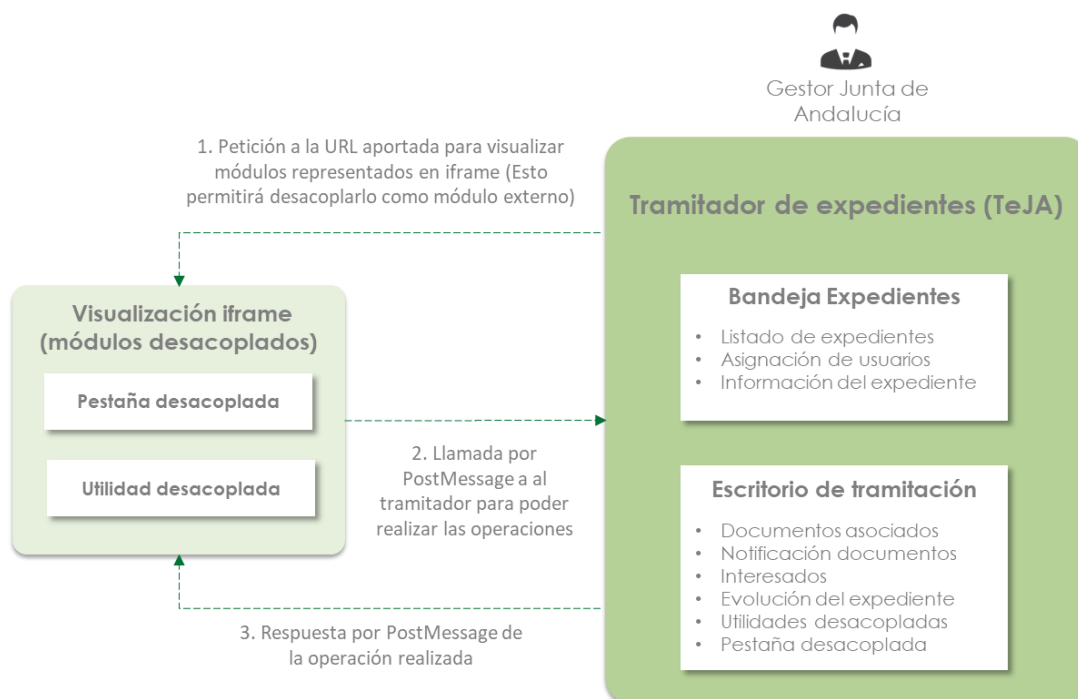 Gestor Junta de
Andalucía
1. Petición a la URL aportada para visualizar
módulos representados en iframe (Esto
permitirá desacoplarlo como módulo externo)
Tramitador de expedientes (TeJA)
Bandeja Expedientes
• Listado de expedientes
• Asignación de usuarios
• Información del expediente
Visualización iframe
(módulos desacoplados)
Pestaña desacoplada
Utilidad desacoplada
2. Llamada por
PostMessage a al
tramitador para poder
realizar las operaciones
Escritorio de tramitación
• Documentos asociados
• Notificación documentos
• Interesados
• Evolución del expediente
• Utilidades desacopladas
• Pestaña desacoplada
3. Respuesta por PostMessage de
la operación realizada